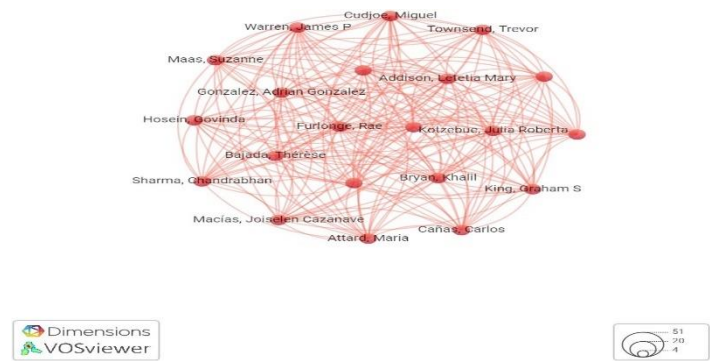 Cudjoe, Miguel
Warren, James P
Townsend, Trevor
Maas, Suzanne
Addison, Letetia Mary
Gonzalez, Adrian Gonzalez
Hosein, Govinda
Furlonge, Rae
Kotzebue, Julia Roberta
Bajada, Thérèse
Sharma, Chandrabhan
Bryan, Khalil
King, Graham S
Macías, Joiselen Cazanave
Cañas, Carlos
Attard, Maria
51
20
4
Dimensions
VOSviewer